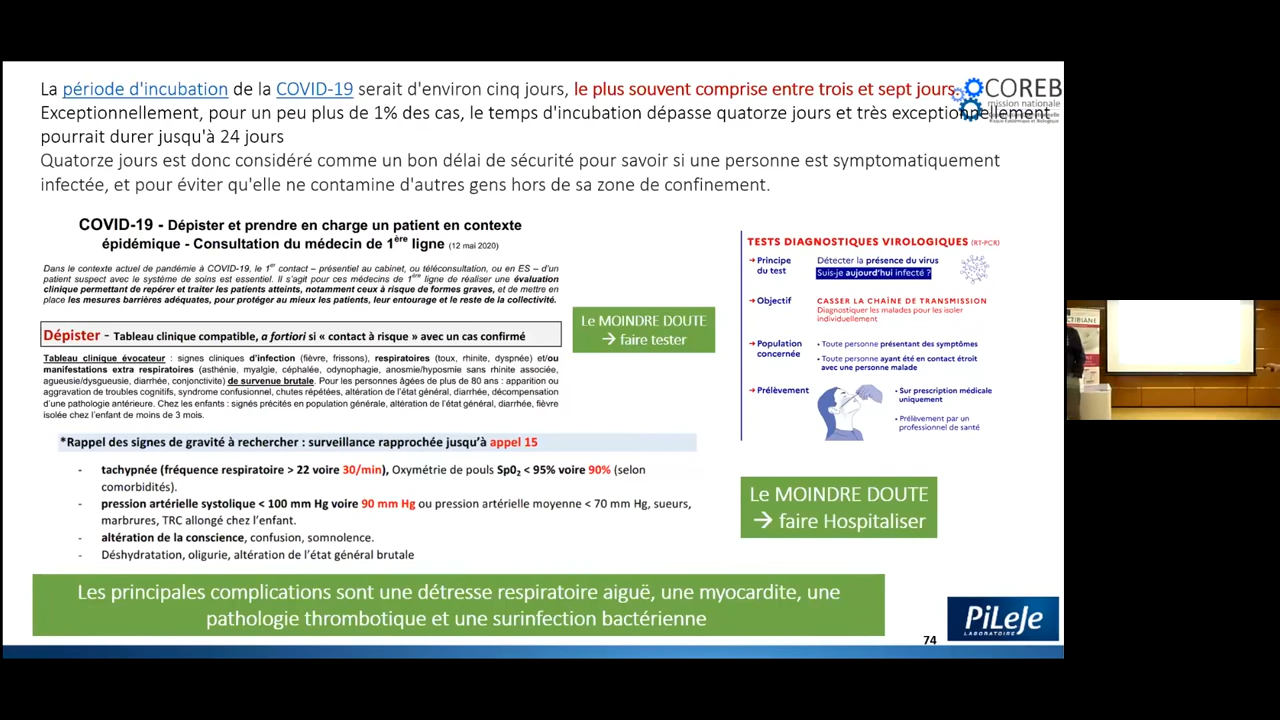 La période d'incubation de la COVID-19 serait d'environ cinq jours, le plus souvent comprise entre trois et sept jours.
Exceptionnellement, pour un peu plus de 1% des cas, le temps d'incubation dépasse quatorze jours et très exceptionnellement
pourrait durer jusqu'à 24 jours
Quatorze jours est donc considéré comme un bon délai de sécurité pour savoir si une personne est symptomatiquement
infectée, et pour éviter qu'elle ne contamine d'autres gens hors de sa zone de confinement.
COREB
mission nationale
COVID-19 - Dépister et prendre en charge un patient en contexte
épidémique - Consultation du médecin de 1ère ligne (12 mai 2020)
Dans le contexte actuel de pandémie à COVID-19, le 1er contact – présentiel au cabinet, ou téléconsultation, ou en ES – d'un
patient suspect avec le système de soins est essentiel. Il s'agit pour ces médecins de 1ère ligne de réaliser une évaluation
clinique permettant de repérer et traiter les patients atteints, notamment ceux à risque de formes graves, et de mettre en
place les mesures barrières adéquates, pour protéger au mieux les patients, leur entourage et le reste de la collectivité.
Dépister - Tableau clinique compatible, a fortiori si « contact à risque » avec un cas confirmé
Tableau clinique évocateur : signes cliniques d'infection (fièvre, frissons), respiratoires (toux, rhinite, dyspnée) et/ou
manifestations extra respiratoires (asthénie, myalgie, céphalée, odynophagie, anosmie/hyposmie sans rhinite associée,
agueusie/dysgueusie, diarrhée, conjonctivite) de survenue brutale. Pour les personnes âgées de plus de 80 ans : apparition ou
aggravation de troubles cognitifs, syndrome confusionnel, chutes répétées, altération de l'état général, diarrhée, décompensation
d'une pathologie antérieure. Chez les enfants : signes précités en population générale, altération de l'état général, diarrhée, fièvre
isolée chez l'enfant de moins de 3 mois.
Le MOINDRE DOUTE
→ faire tester
TESTS DIAGNOSTIQUES VIROLOGIQUES (RT-PCR)
➔ Principe du test
Détecter la présence du virus
Suis-je aujourd'hui infecté ?
➔ Objectif
CASSER LA CHAÎNE DE TRANSMISSION
Diagnostiquer les malades pour les isoler
individuellement
➔ Population concernée
• Toute personne présentant des symptômes
• Toute personne ayant été en contact étroit
avec une personne malade
➔ Prélèvement
• Sur prescription médicale
uniquement
• Prélèvement par un
professionnel de santé
*Rappel des signes de gravité à rechercher : surveillance rapprochée jusqu'à appel 15
- tachypnée (fréquence respiratoire > 22 voire 30/min), Oxymétrie de pouls Sp02 < 95% voire 90% (selon
comorbidités).
- pression artérielle systolique < 100 mm Hg voire 90 mm Hg ou pression artérielle moyenne < 70 mm Hg, sueurs,
marbrures, TRC allongé chez l'enfant.
- altération de la conscience, confusion, somnolence.
- Déshydratation, oligurie, altération de l'état général brutale
Le MOINDRE DOUTE
→ faire Hospitaliser
Les principales complications sont une détresse respiratoire aiguë, une myocardite, une
pathologie thrombotique et une surinfection bactérienne
PiLeJe
LABORATOIRE
74